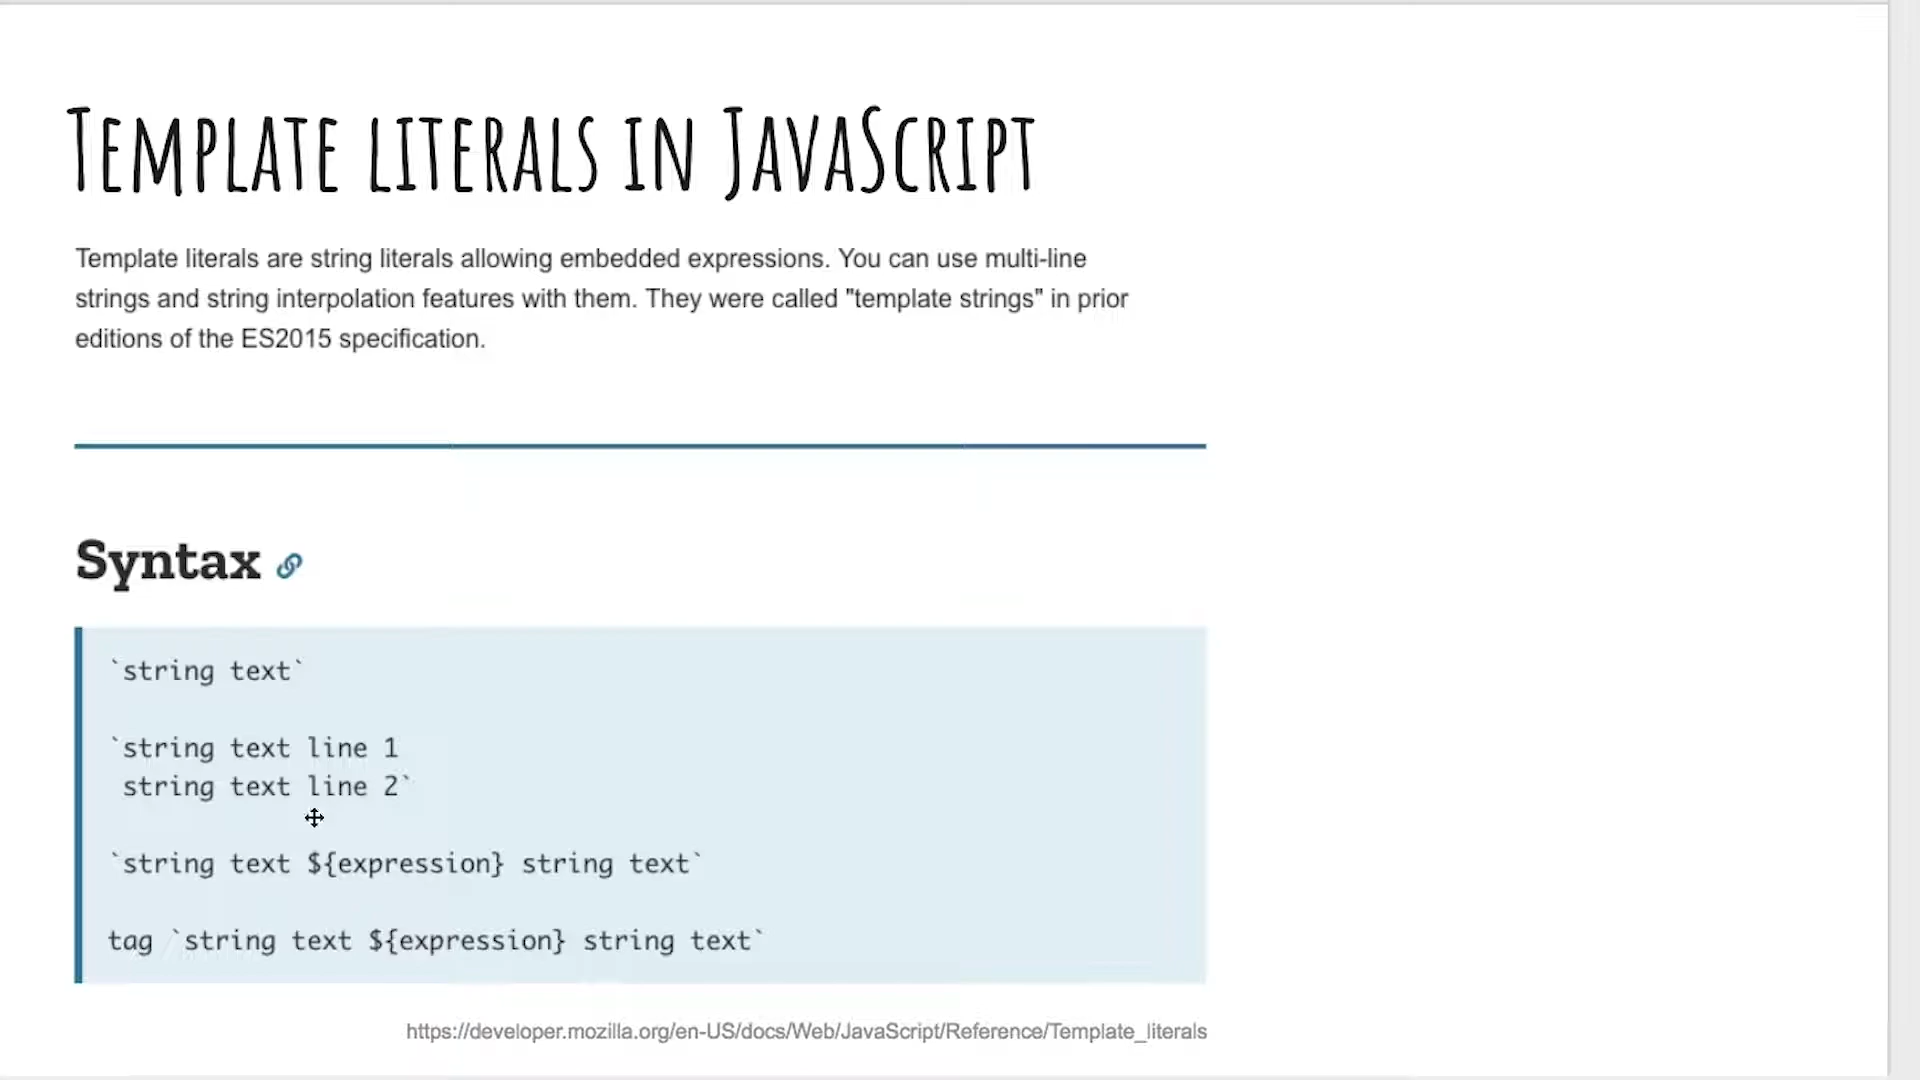 Template literals in JavaScript
Template literals are string literals allowing embedded expressions. You can use multi-line
strings and string interpolation features with them. They were called "template strings" in prior
editions of the ES2015 specification.
Syntax
`string text`
`string text line 1
 string text line 2`
`string text ${expression} string text`
tag `string text ${expression} string text`
https://developer.mozilla.org/en-US/docs/Web/JavaScript/Reference/Template_literals